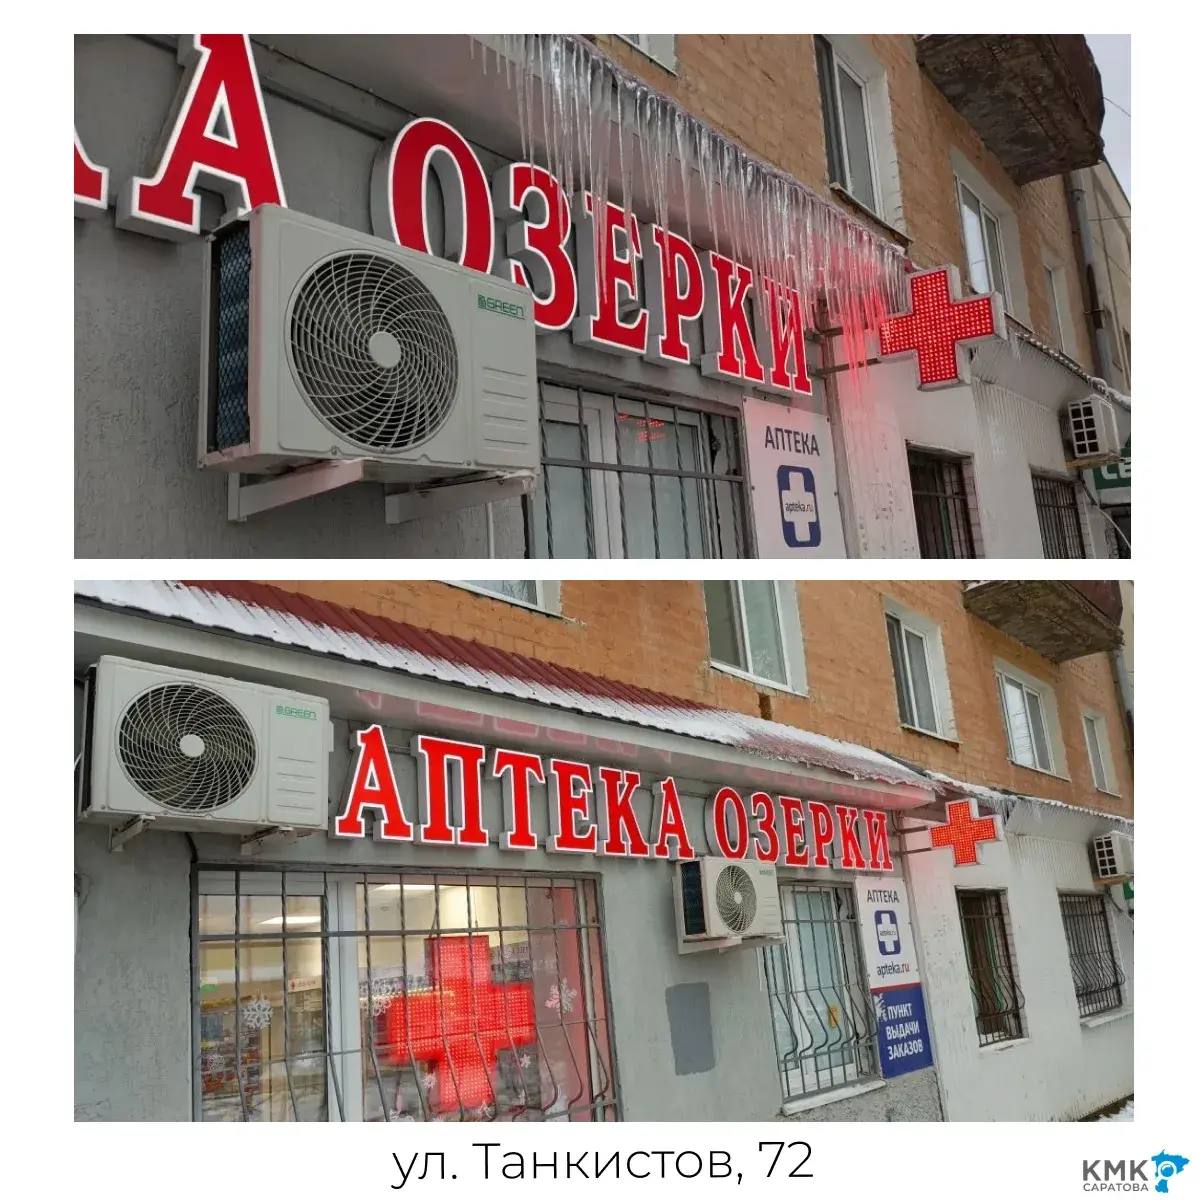 КА ОЗЕРКИ
GREEN
АПТЕКА
apteka.ru
GREEN
АПТЕКА ОЗЕРКИ
АПТЕКА
apteka.ru
ПУНКТ
ВЫДАЧИ
ЗАКАЗОВ
ул. Танкистов, 72
КМК
САРАТОВА